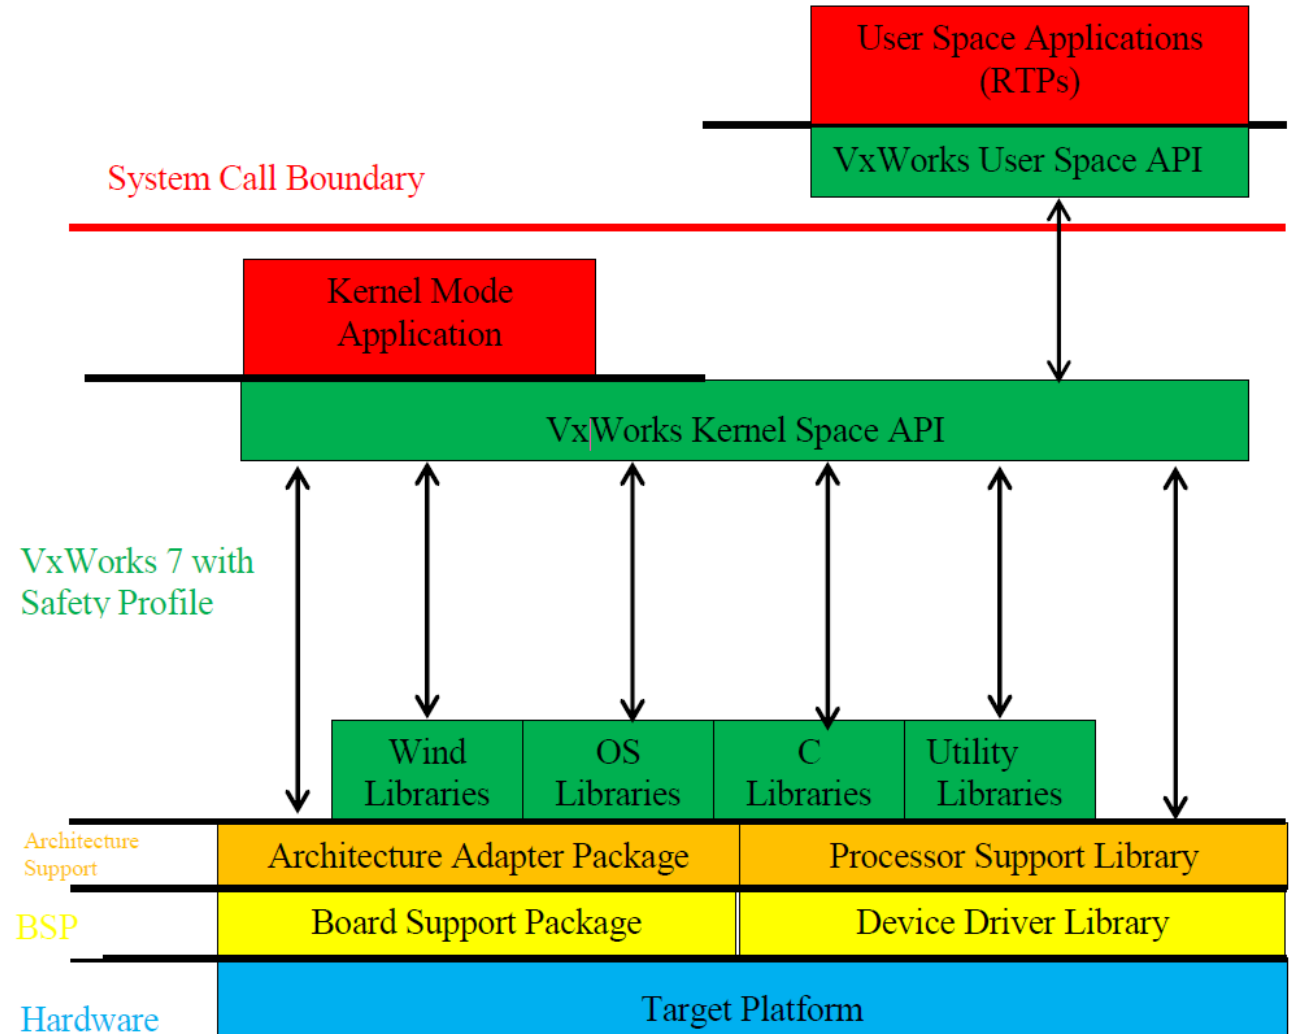 User Space Applications
(RTPs)
VxWorks User Space API
System Call Boundary
Kernel Mode
Application
VxWorks Kernel Space API
VxWorks 7 with
Safety Profile
Wind
Libraries
OS
Libraries
C
Libraries
Utility
Libraries
Architecture
Support
Architecture Adapter Package
Processor Support Library
BSP
Board Support Package
Device Driver Library
Hardware
Target Platform